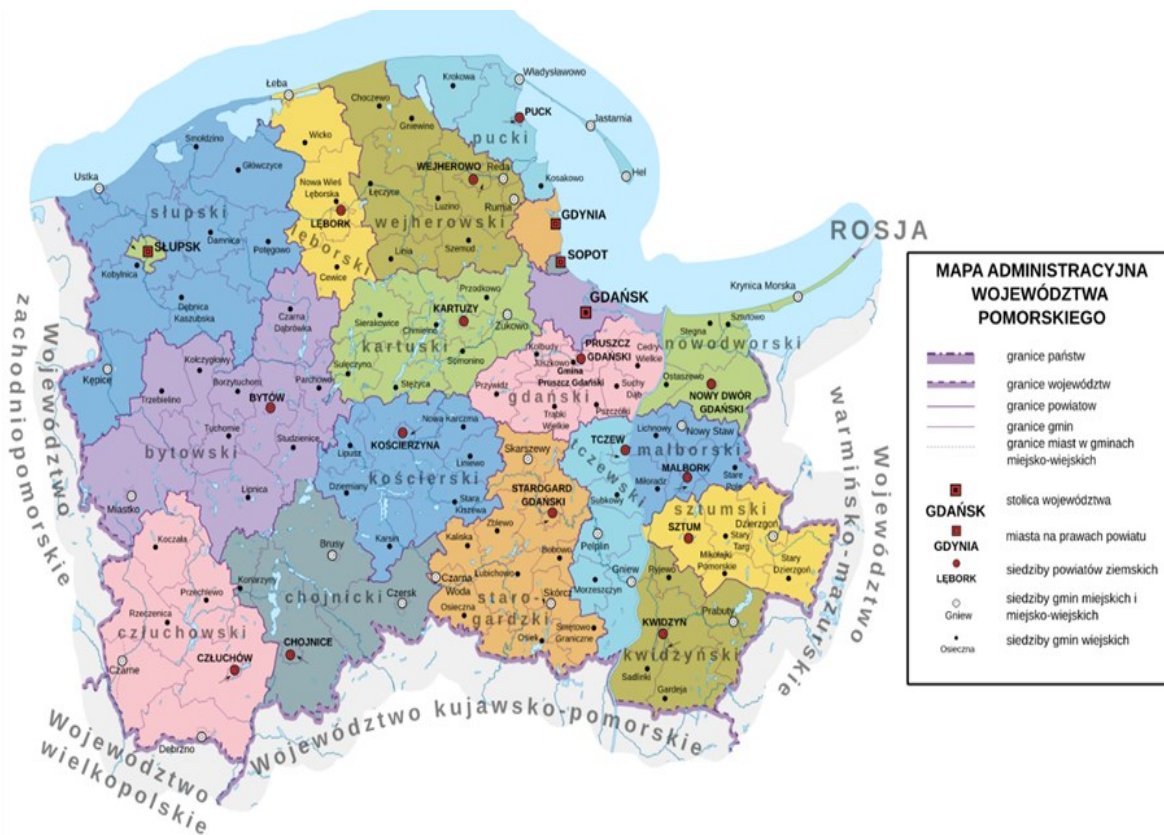 Łeba
Władysławowo
Krokowa
Choczewo
Jastarnia
Gniewino
PUCK
Wicko
pucki
Smołdzino
Główczyce
WEJHEROWO
Reda
Hel
Ustka
Nowa Wieś
Lęborska
Łęczyce
Kosakowo
Luzino
Rumia
słupski
LĘBORK
wejherowski
GDYNIA
ROSJA
SŁUPSK
Damnica
Potęgowo
lęborski
Szemud
Linia
SOPOT
Kobylnica
Cewice
Dębnica
Kaszubska
Czarna
Dąbrówka
Przodkowo
GDAŃSK
Krynica Morska
Sierakowice
KARTUZY
Chmielno
Żukowo
Stegna
Sztutowo
kartuski
PRUSZCZ
GDAŃSKI
nowodworski
Kolbudy
Juszkowo
Cedry
Wielkie
Somonino
Gmina
Pruszcz Gdański
Kępice
Kołczygłowy
Sulęczyno
Stężyca
Przywidz
gdański
Suchy
Dąb
Ostaszewo
Trzebielino
Borzytuchom
Parchowo
NOWY DWÓR
GDAŃSKI
BYTÓW
Trąbki
Wielkie
Pszczółki
Tuchomie
Studzienice
Nowa Karczma
KOŚCIERZYNA
Lichnowy
Nowy Staw
bytowski
Lipusz
Skarszewy
TCZEW
malborski
kościerski
Liniewo
tczewski
MALBORK
Stare
Pole
Lipnica
Dziemiany
Stara
Kiszewa
STAROGARD
GDAŃSKI
Subkowy
Miłoradz
Miastko
sztumski
Koczała
Brusy
Karsin
Zblewo
Kaliska
Pelplin
SZTUM
Dzierzgoń
Stary
Targ
Bobowo
Mikołajki
Pomorskie
Stary
Dzierzgoń
Konarzyny
Lubichowo
Gniew
Ryjewo
Przechlewo
chojnicki
Czersk
Czarna
Woda
Morzeszczyn
Rzeczenica
staro-
gardzki
Skórcz
Prabuty
Osieczna
człuchowski
Smętowo
Graniczne
KWIDZYN
Osiek
Czarne
CZŁUCHÓW
CHOJNICE
kwidzyński
Sadlinki
Gardeja
Debrzno
Województwo
zachodniopomorskie
Województwo
wielkopolskie
Województwo kujawsko-pomorskie
Województwo
warmińsko-mazurskie
MAPA ADMINISTRACYJNA
WOJEWÓDZTWA
POMORSKIEGO
granice państw
granice województw
granice powiatow
granice gmin
granice miast w gminach
miejsko-wiejskich
GDAŃSK
stolica województwa
GDYNIA
miasta na prawach powiatu
LĘBORK
siedziby powiatów ziemskich
Gniew
siedziby gmin miejskich i
miejsko-wiejskich
Osieczna
siedziby gmin wiejskich